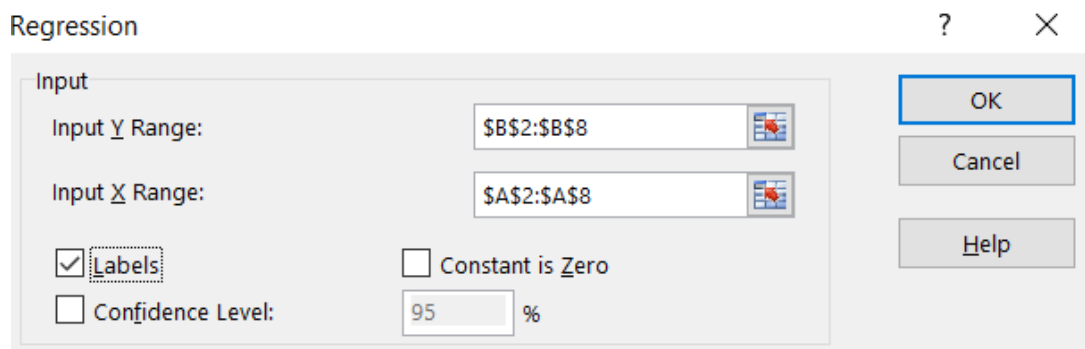 Regression ? ×
Input
Input Y Range: $B$2:$B$8
Input X Range: $A$2:$A$8
Labels
Constant is Zero
Confidence Level: 95 %
OK
Cancel
Help